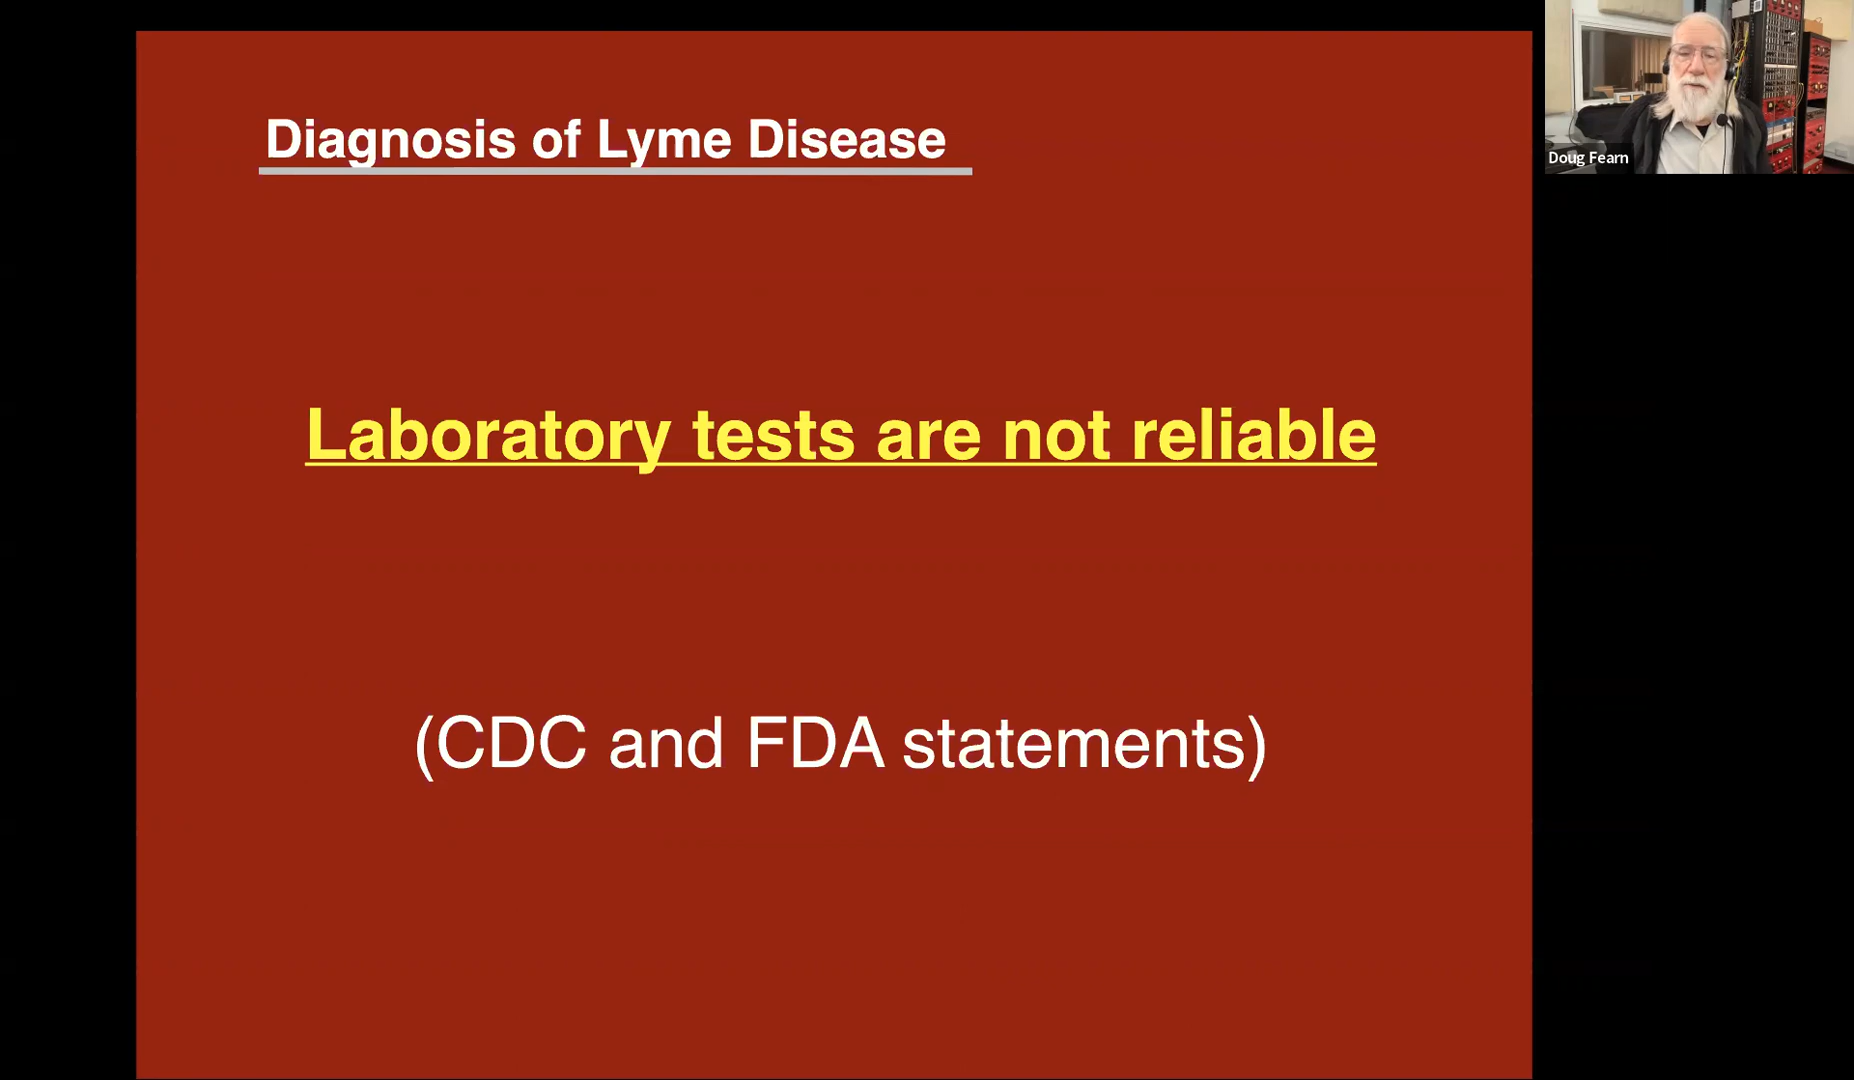 Diagnosis of Lyme Disease
Doug Fearn
Laboratory tests are not reliable
(CDC and FDA statements)